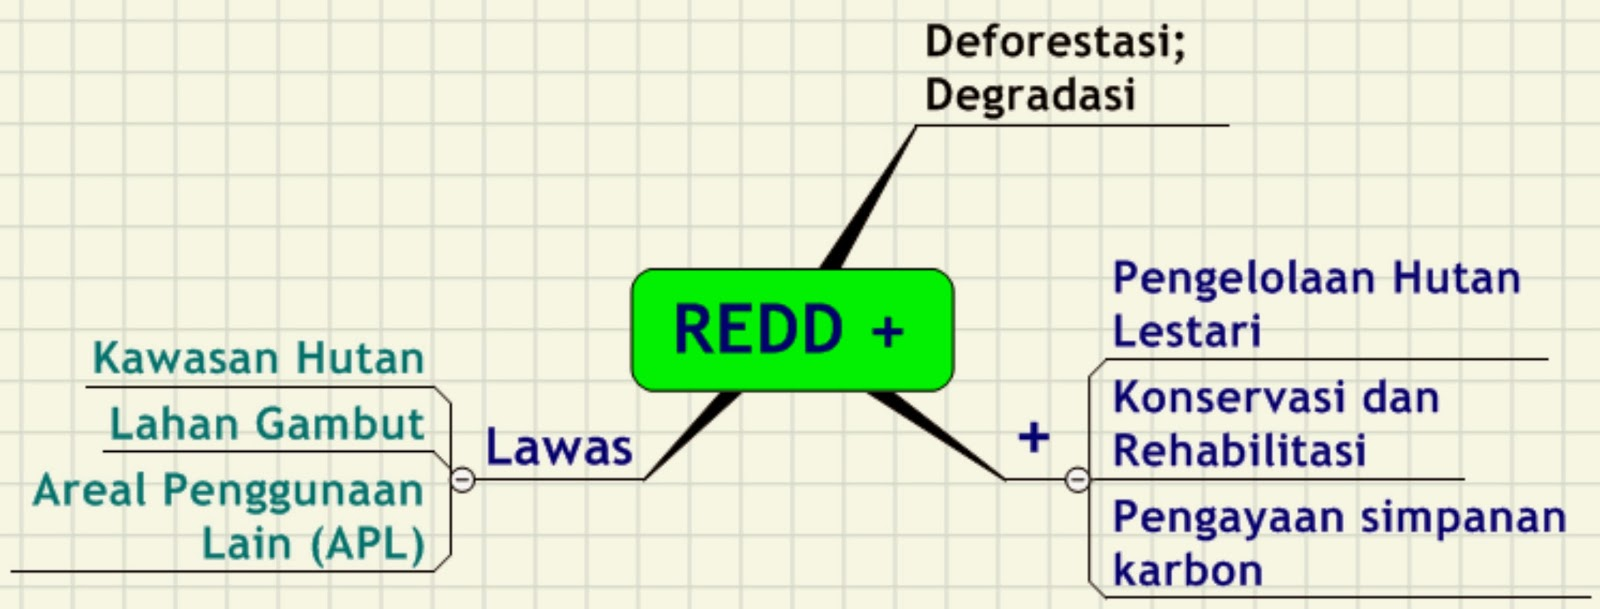 Deforestasi;
Degradasi
REDD +
Pengelolaan Hutan
Lestari
Konservasi dan
Rehabilitasi
Pengayaan simpanan
karbon
+
Lawas
Kawasan Hutan
Lahan Gambut
Areal Penggunaan
Lain (APL)